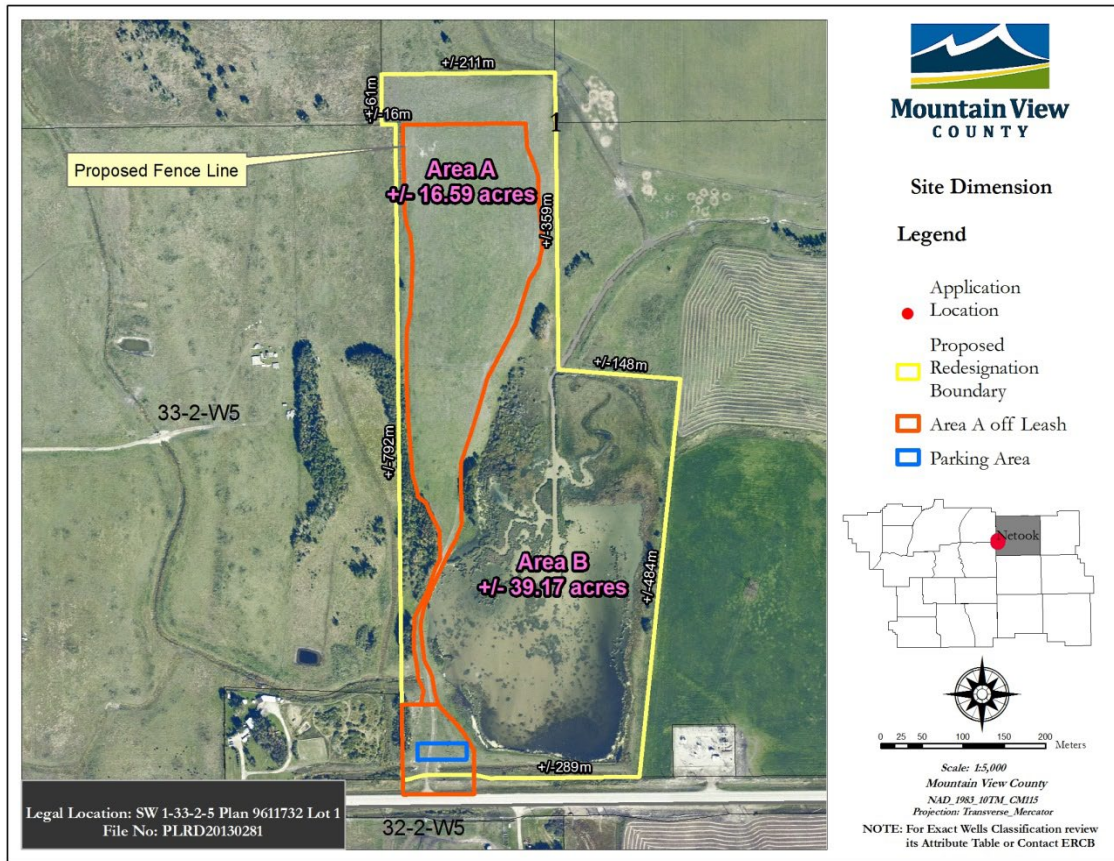 +/-211m
+/-61m
+/-16m
1
Proposed Fence Line
Area A
+/- 16.59 acres
+/-359m
+/-148m
33-2-W5
+/-792m
Area B
+/- 39.17 acres
+/-484m
+/-289m
32-2-W5
Legal Location: SW 1-33-2-5 Plan 9611732 Lot 1
File No: PLRD20130281
Mountain View
COUNTY
Site Dimension
Legend
Application
Location
Proposed
Redesignation
Boundary
Area A off Leash
Parking Area
Netook
0 25 50 100 150 200
Meters
Scale: 1:5,000
Mountain View County
NAD_1983_10TM_CM115
Projection: Transverse_Mercator
NOTE: For Exact Wells Classification review
its Attribute Table or Contact ERCB